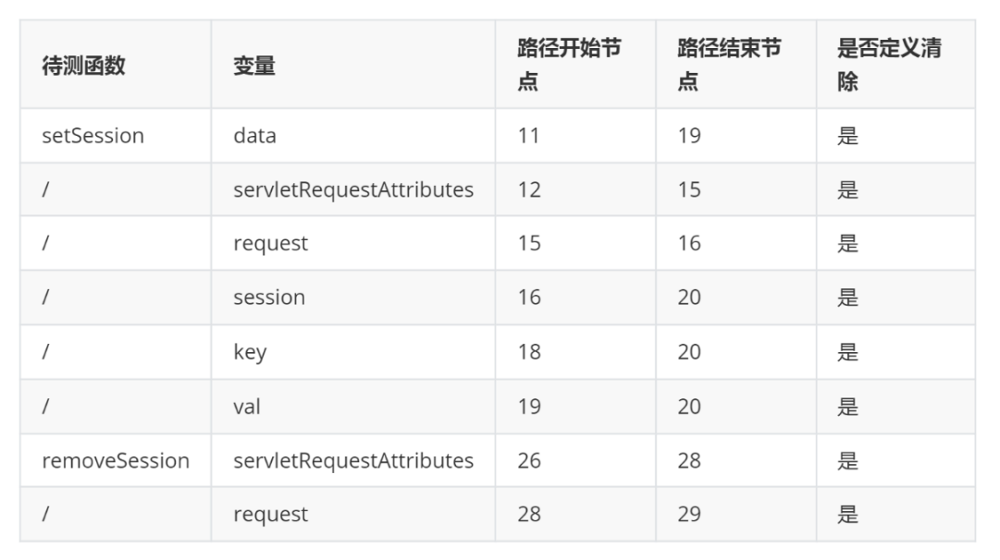 待测函数 变量 路径开始节点 路径结束节点 是否定义清除
setSession data 11 19 是
/ servletRequestAttributes 12 15 是
/ request 15 16 是
/ session 16 20 是
/ key 18 20 是
/ val 19 20 是
removeSession servletRequestAttributes 26 28 是
/ request 28 29 是